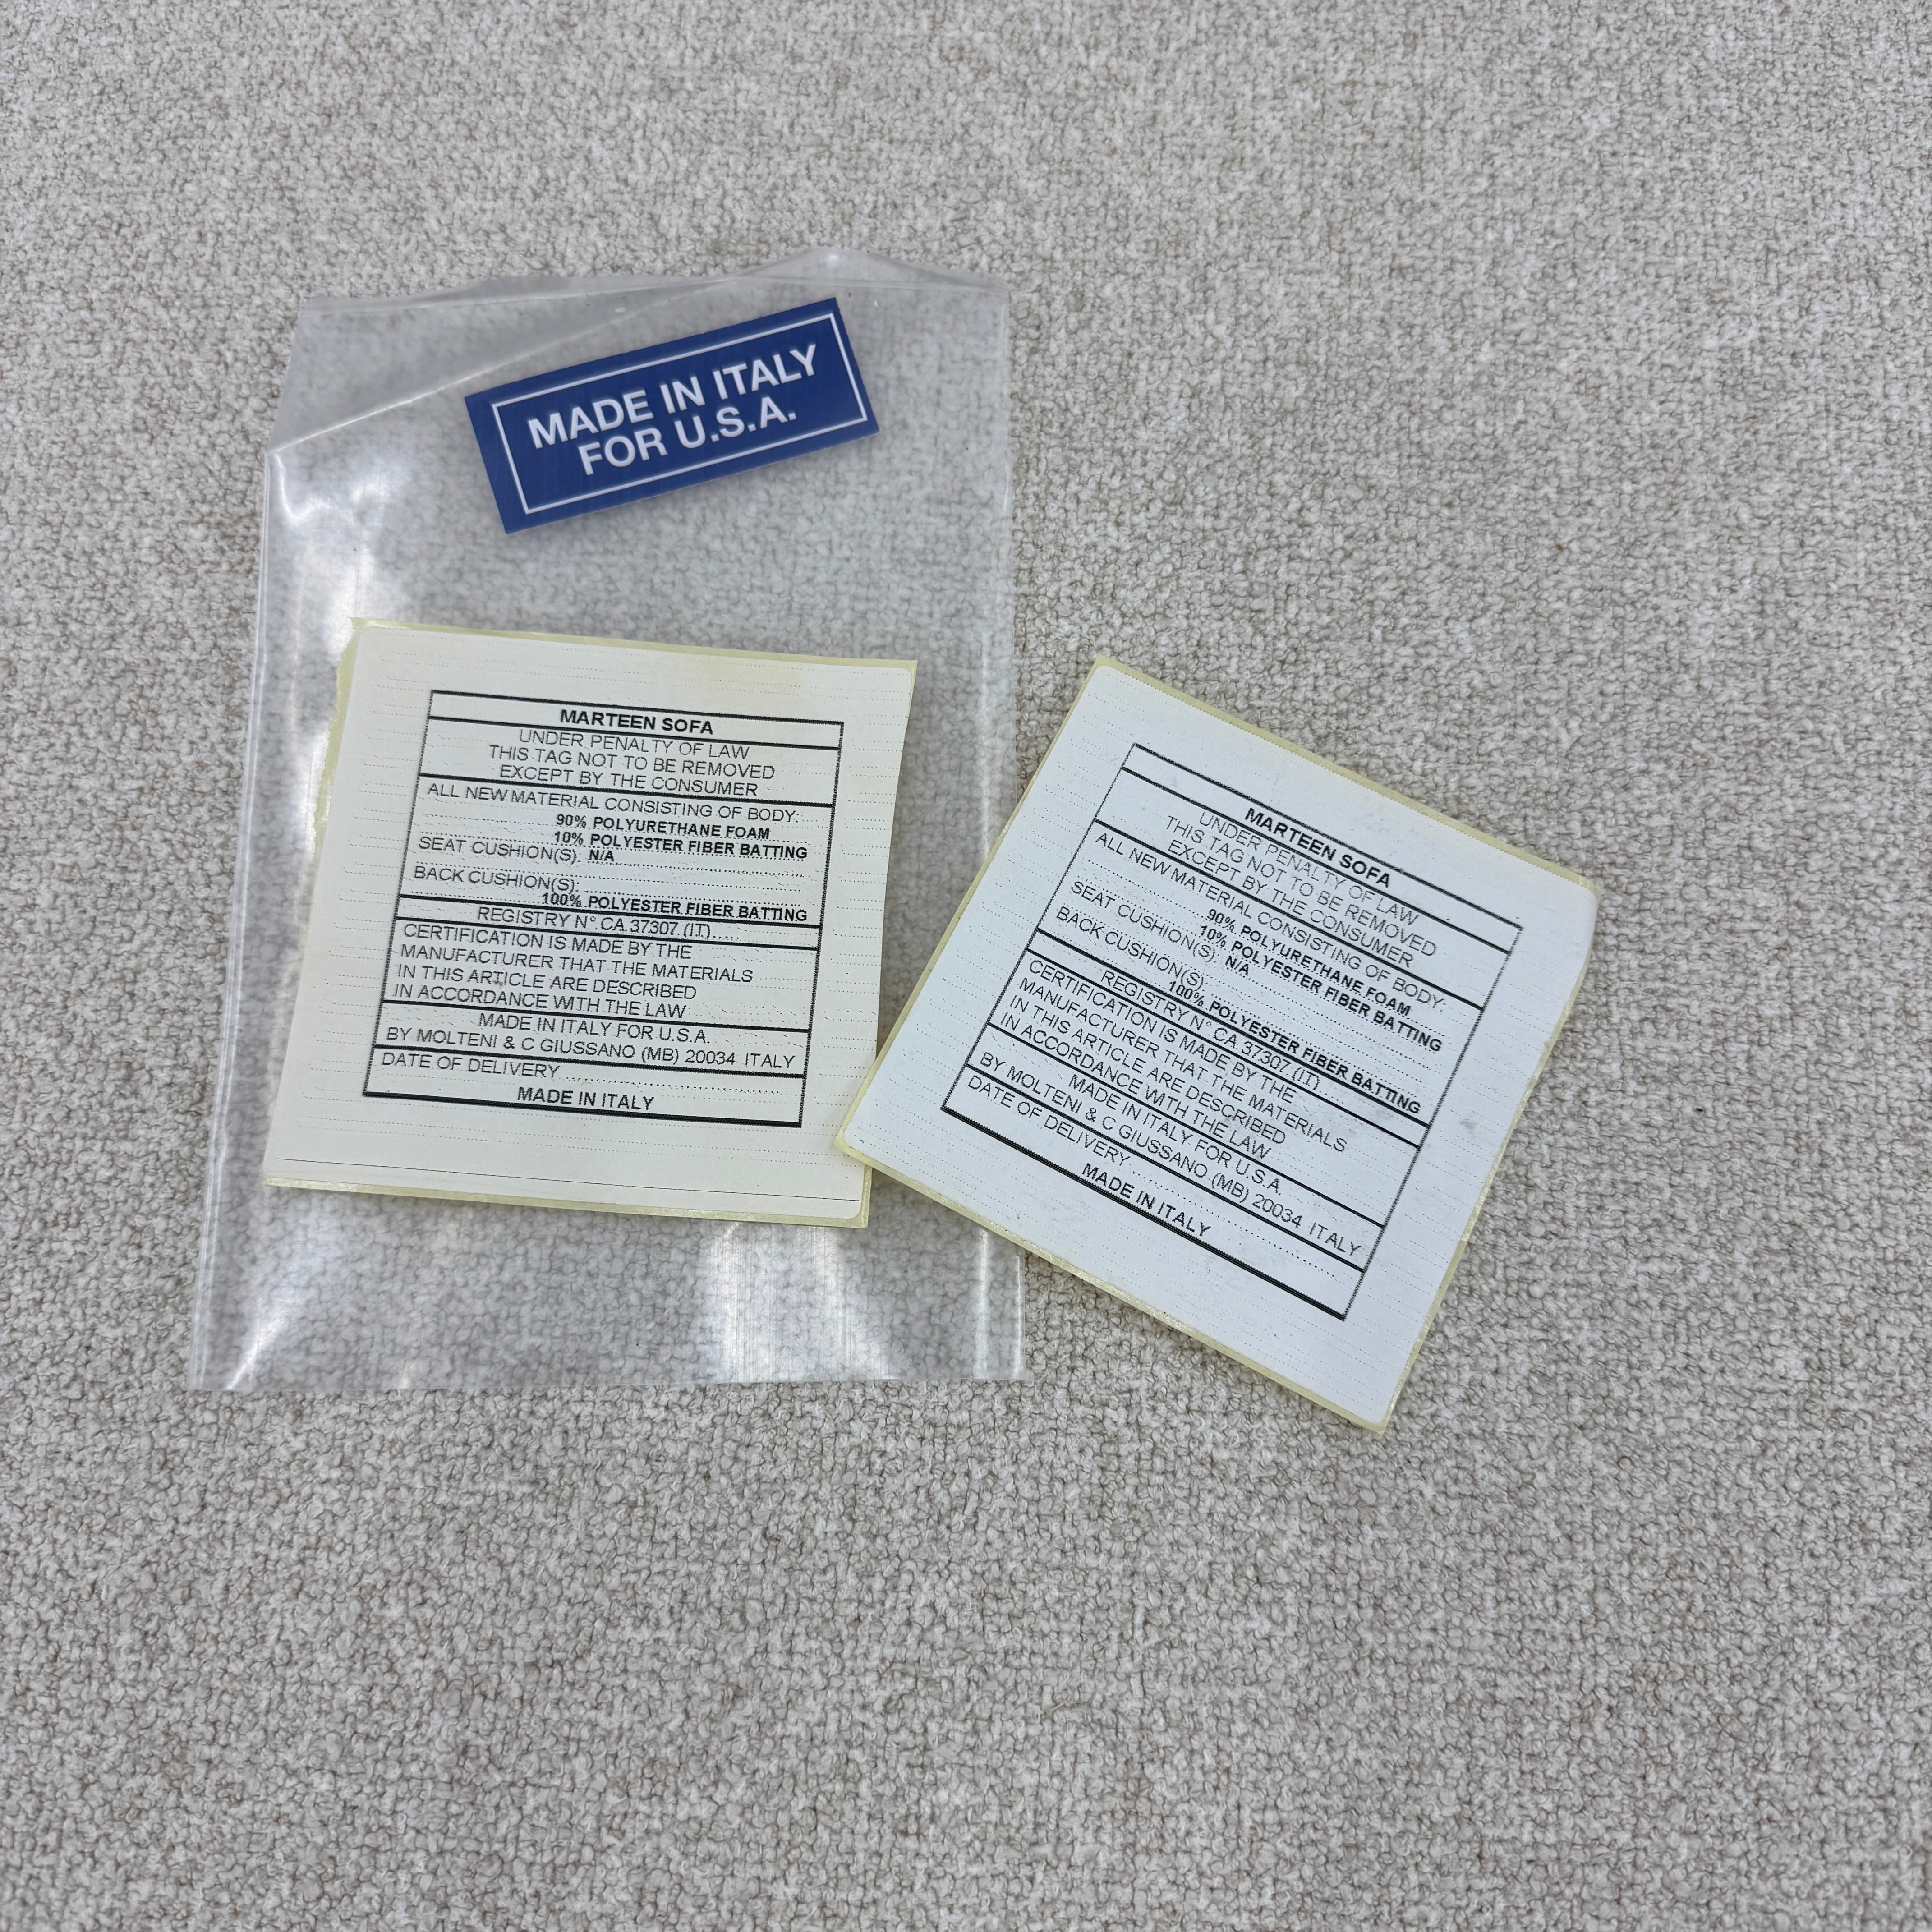 MADE IN ITALY
FOR U.S.A.
MARTEEN SOFA
UNDER PENALTY OF LAW
THIS TAG NOT TO BE REMOVED
EXCEPT BY THE CONSUMER
ALL NEW MATERIAL CONSISTING OF BODY:
90% POLYURETHANE FOAM
10% POLYESTER FIBER BATTING
SEAT CUSHION(S): N/A
BACK CUSHION(S):
100% POLYESTER FIBER BATTING
REGISTRY N° CA.37307 (IT)
CERTIFICATION IS MADE BY THE
MANUFACTURER THAT THE MATERIALS
IN THIS ARTICLE ARE DESCRIBED
IN ACCORDANCE WITH THE LAW
MADE IN ITALY FOR U.S.A.
BY MOLTENI & C GIUSSANO (MB) 20034 ITALY
DATE OF DELIVERY
MADE IN ITALY
MARTEEN SOFA
UNDER PENALTY OF LAW
THIS TAG NOT TO BE REMOVED
EXCEPT BY THE CONSUMER
ALL NEW MATERIAL CONSISTING OF BODY:
90% POLYURETHANE FOAM
10% POLYESTER FIBER BATTING
SEAT CUSHION(S): N/A
BACK CUSHION(S):
100% POLYESTER FIBER BATTING
REGISTRY N° CA.37307 (IT)
CERTIFICATION IS MADE BY THE
MANUFACTURER THAT THE MATERIALS
IN THIS ARTICLE ARE DESCRIBED
IN ACCORDANCE WITH THE LAW
MADE IN ITALY FOR U.S.A.
BY MOLTENI & C GIUSSANO (MB) 20034 ITALY
DATE OF DELIVERY
MADE IN ITALY